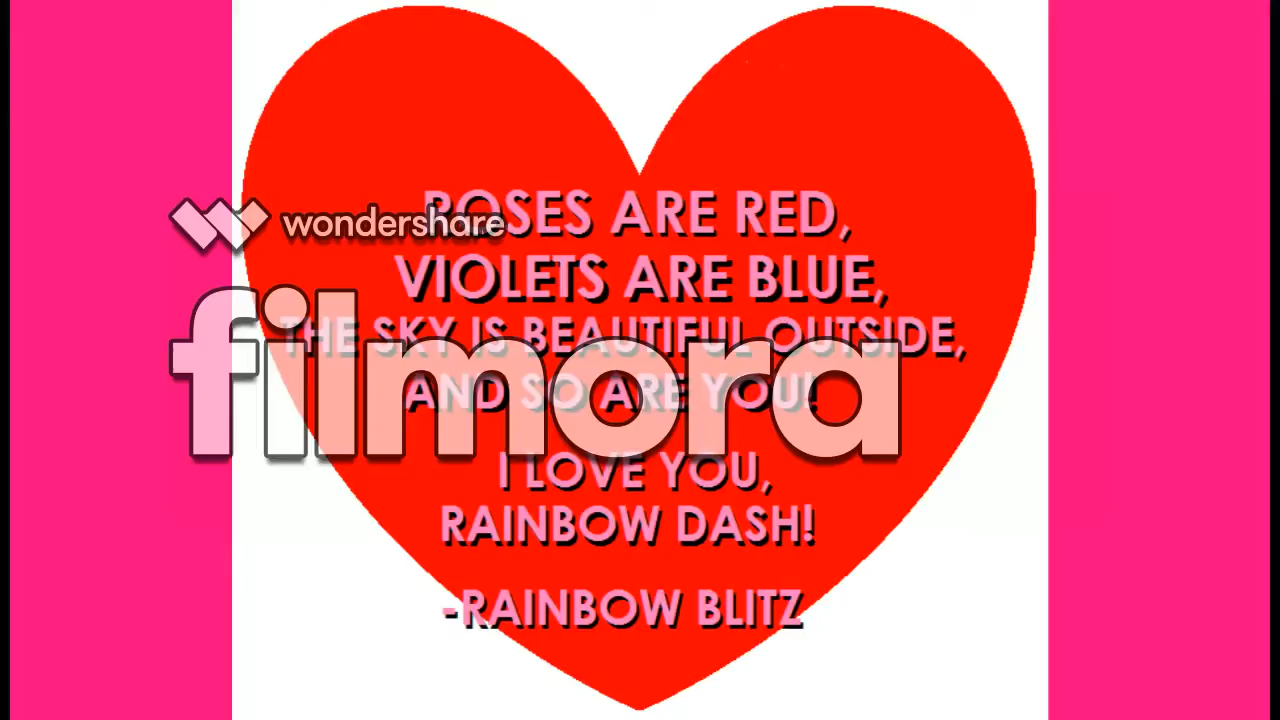 ROSES ARE RED,
wondershare
VIOLETS ARE BLUE,
THE SKY IS BEAUTIFUL OUTSIDE,
filmora
AND SO ARE YOU!
I LOVE YOU,
RAINBOW DASH!
-RAINBOW BLITZ